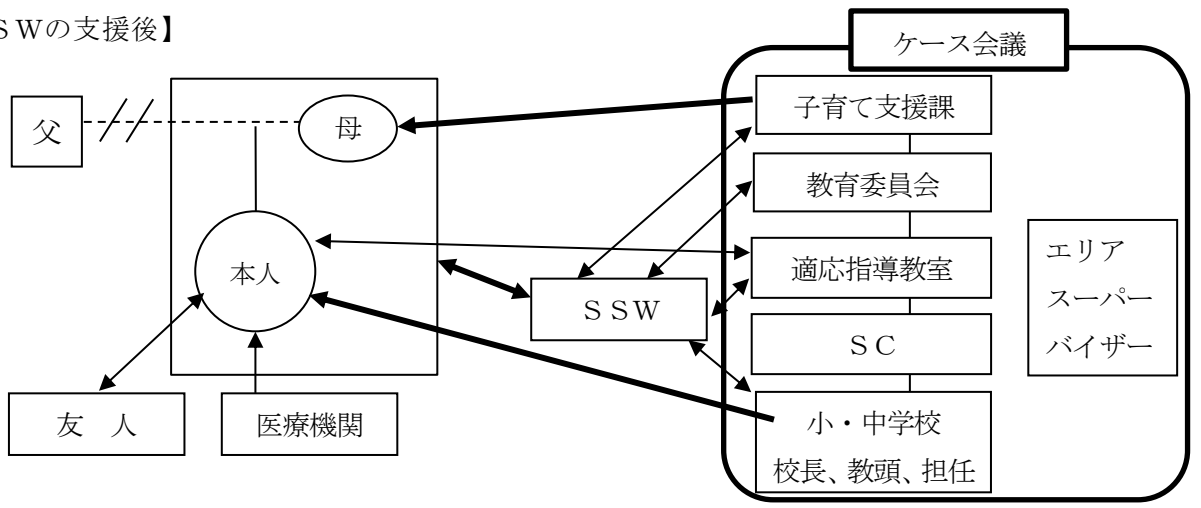 SWの支援後】
ケース会議
父
母
子育て支援課
教育委員会
本人
適応指導教室
エリア
スーパー
バイザー
SSW
SC
友 人
医療機関
小・中学校
校長、教頭、担任